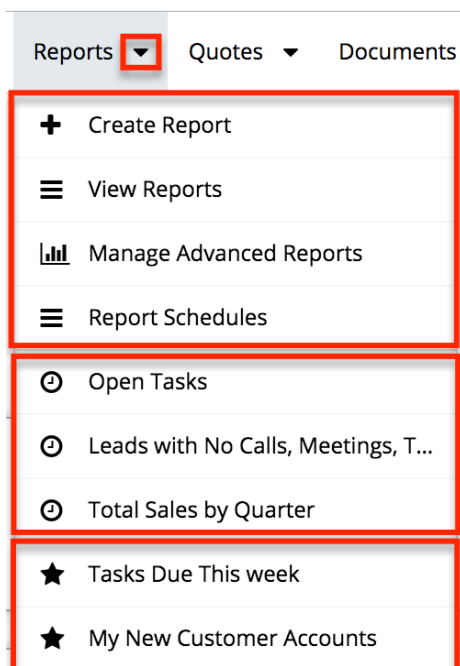 Reports Quotes Documents
Create Report
View Reports
Manage Advanced Reports
Report Schedules
Open Tasks
Leads with No Calls, Meetings, T...
Total Sales by Quarter
Tasks Due This week
My New Customer Accounts